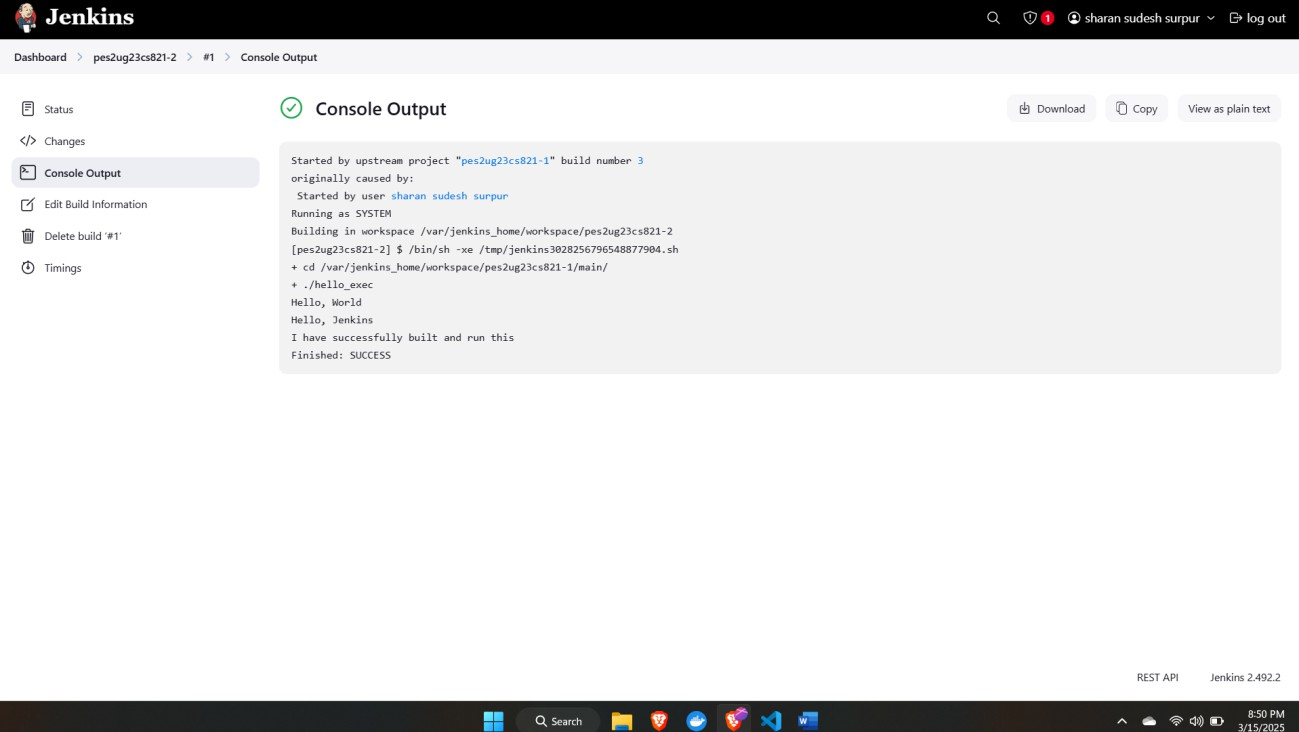 Jenkins
1
sharan sudesh surpur
log out
Dashboard
pes2ug23cs821-2
#1
Console Output
Status
Changes
Console Output
Edit Build Information
Delete build ‘#1’
Timings
Console Output
Download
Copy
View as plain text
Started by upstream project "pes2ug23cs821-1" build number 3
originally caused by:
Started by user sharan sudesh surpur
Running as SYSTEM
Building in workspace /var/jenkins_home/workspace/pes2ug23cs821-2
[pes2ug23cs821-2] $ /bin/sh -xe /tmp/jenkins3028256796548877904.sh
+ cd /var/jenkins_home/workspace/pes2ug23cs821-1/main/
+ ./hello_exec
Hello, World
Hello, Jenkins
I have successfully built and run this
Finished: SUCCESS
REST API
Jenkins 2.492.2
Search
8:50 PM
3/15/2025